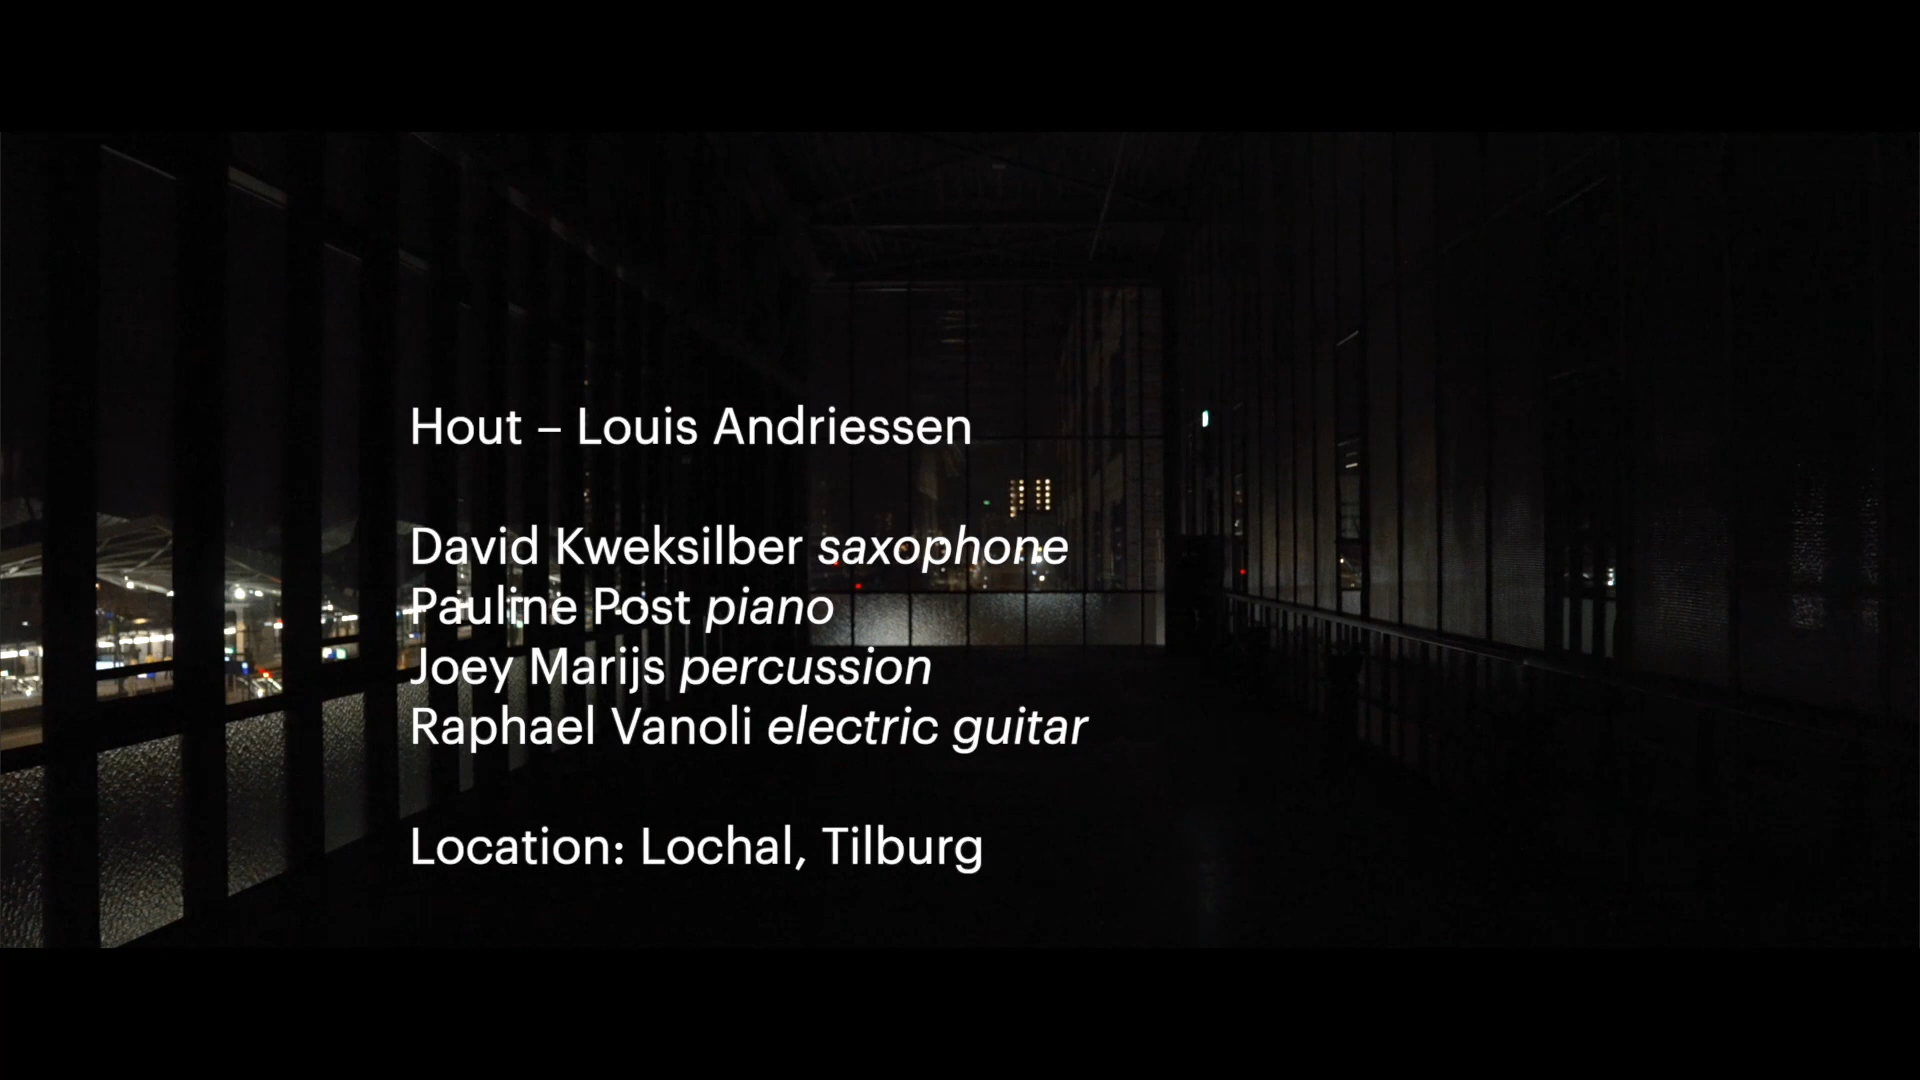 Hout – Louis Andriessen
David Kweksilber saxophone
Pauline Post piano
Joey Marijs percussion
Raphael Vanoli electric guitar
Location: Lochal, Tilburg